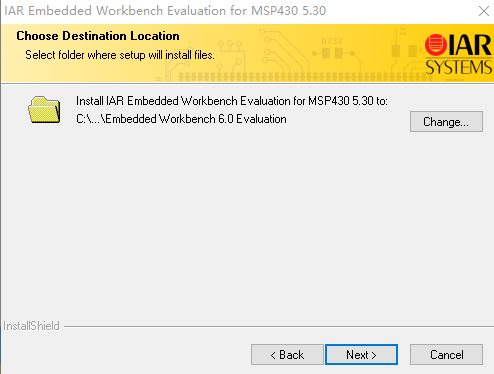 IAR Embedded Workbench Evaluation for MSP430 5.30
Choose Destination Location
Select folder where setup will install files.
b737
IAR
SYSTEMS
Install IAR Embedded Workbench Evaluation for MSP430 5.30 to:
C:\...\Embedded Workbench 6.0 Evaluation
Change...
InstallShield
< Back
Next >
Cancel